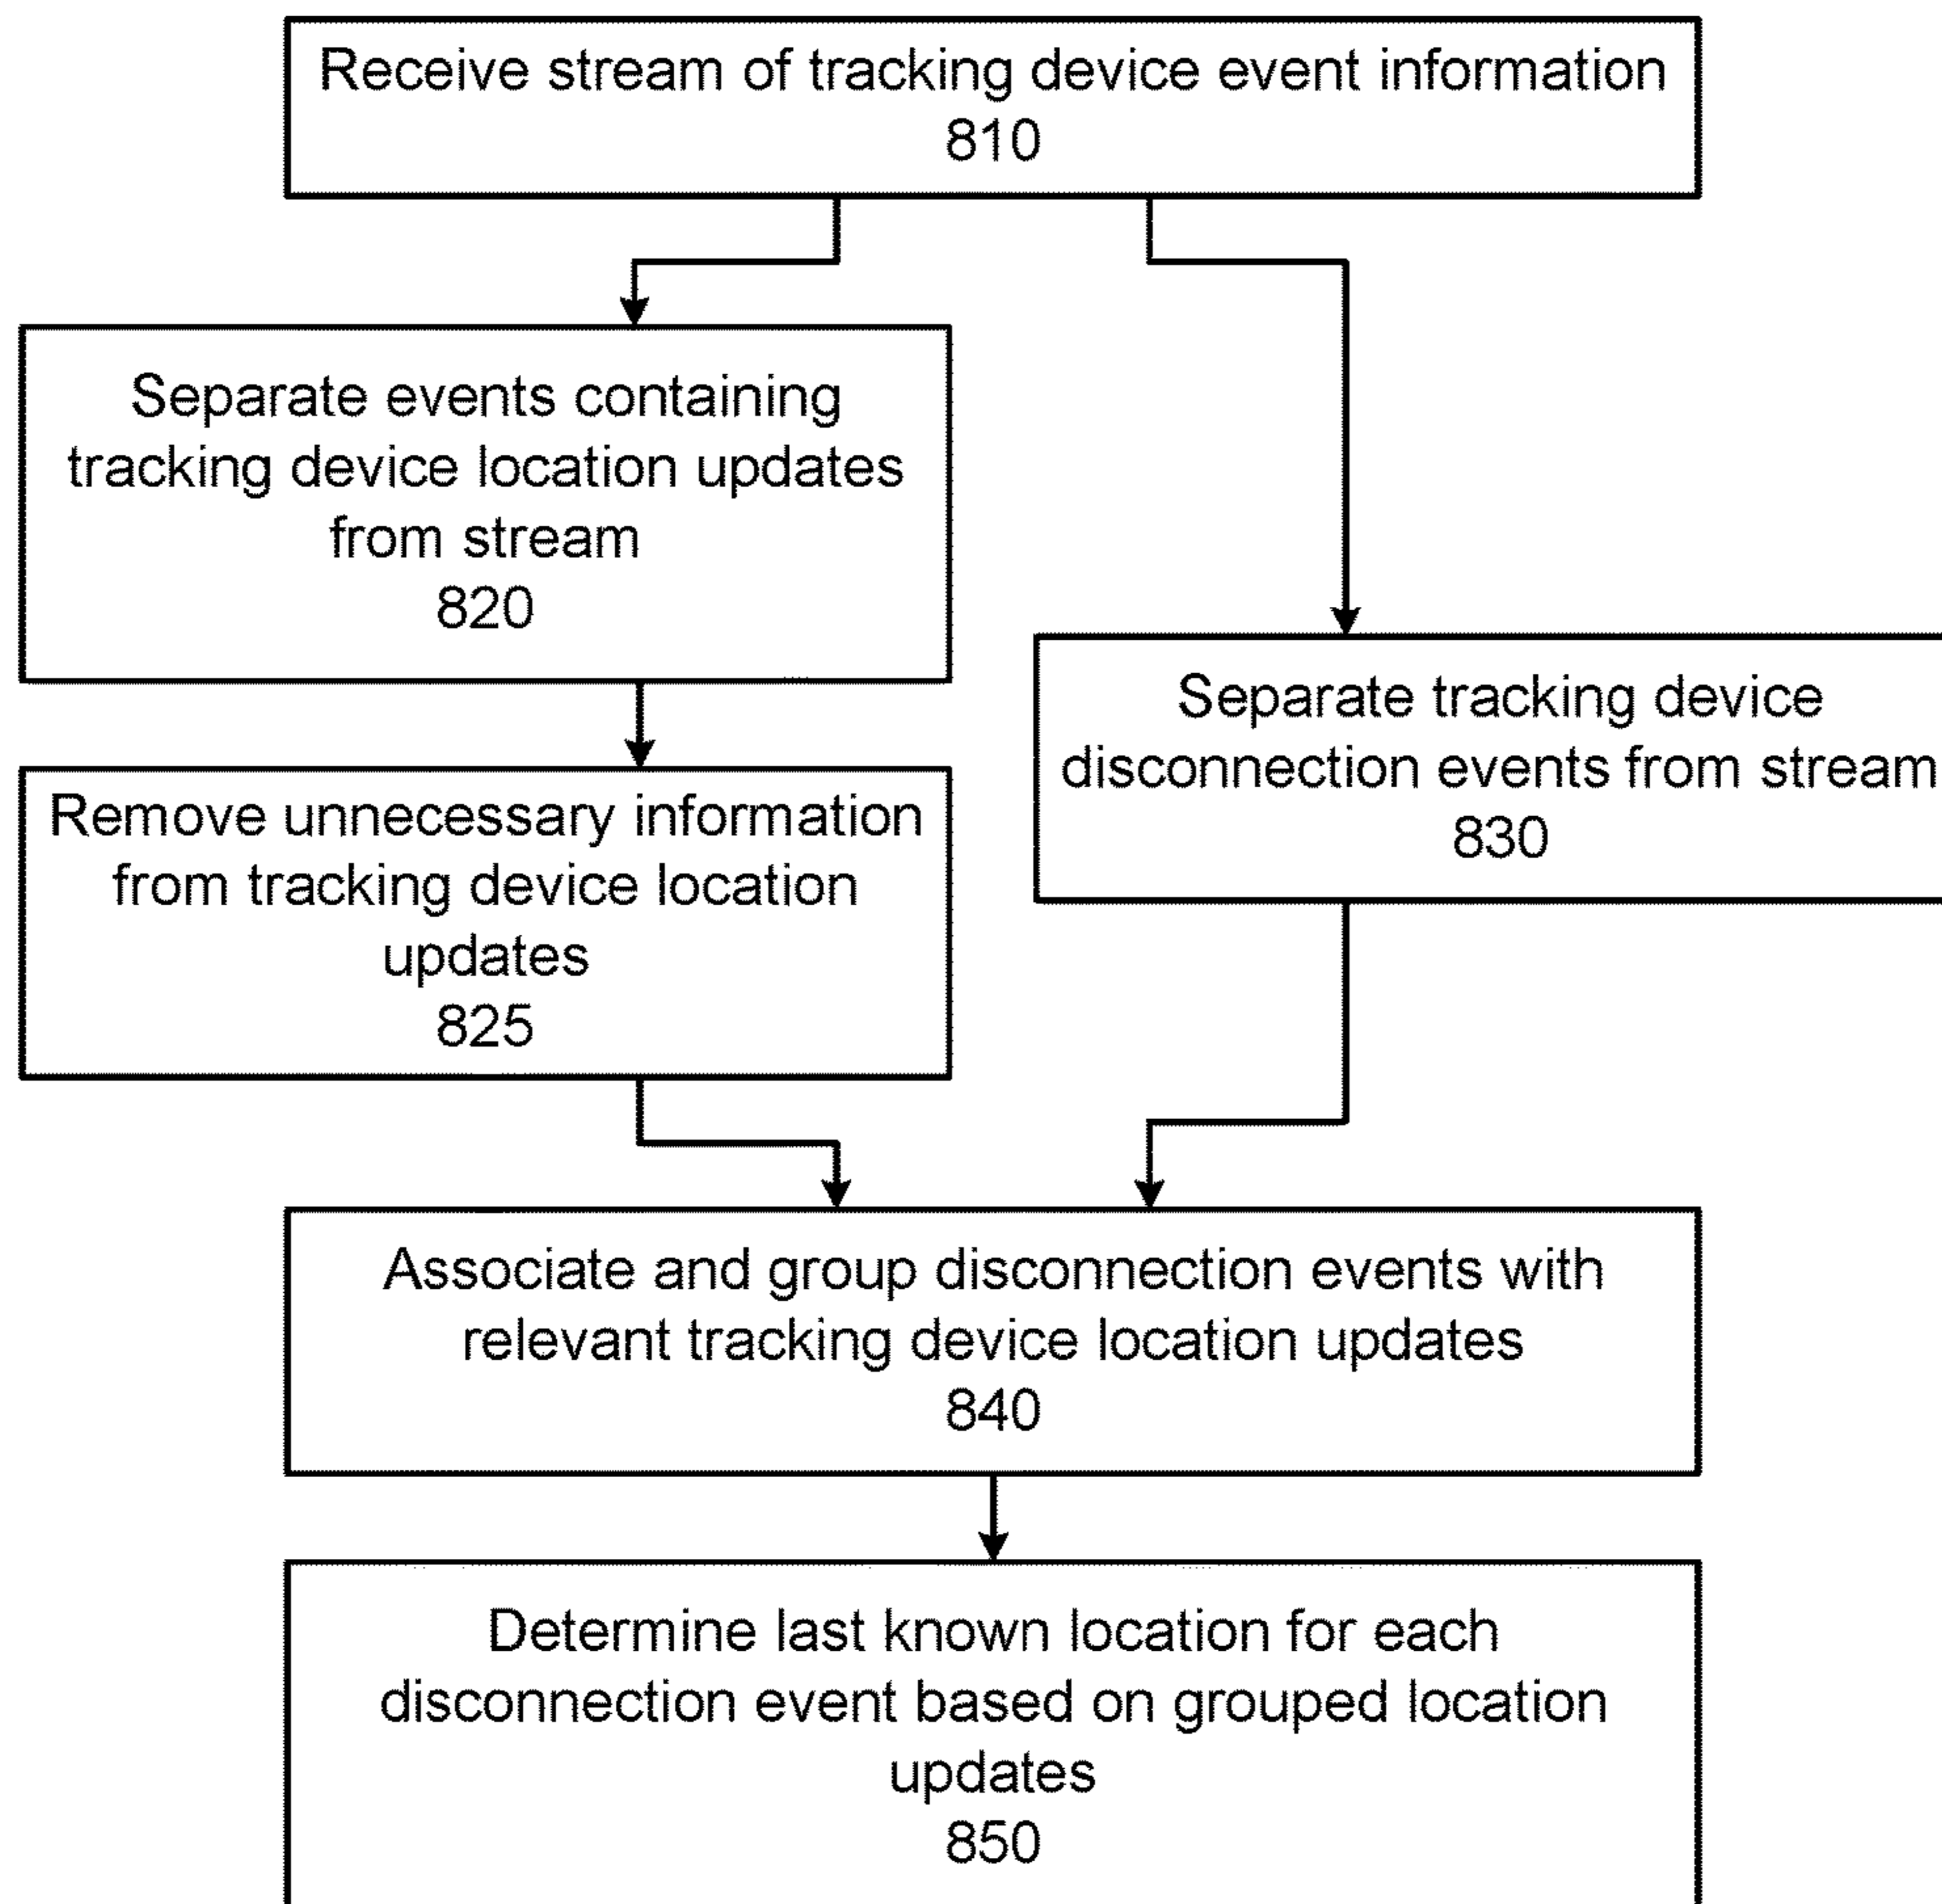 Receive stream of tracking device event information
810
Separate events containing
tracking device location updates
from stream
820
Separate tracking device
disconnection events from stream
830
Remove unnecessary information
from tracking device location
updates
825
Associate and group disconnection events with
relevant tracking device location updates
840
Determine last known location for each
disconnection event based on grouped location
updates
850